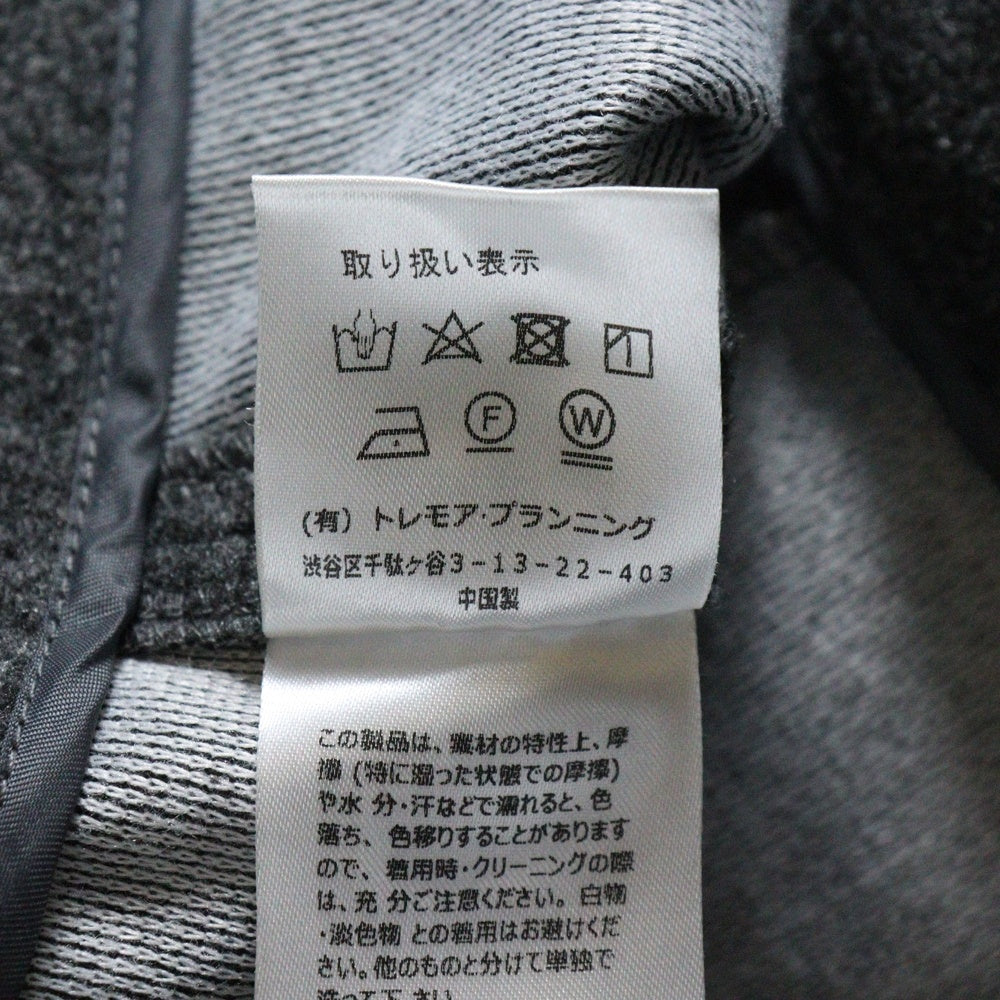 取り扱い表示
F W
(有) トレモア・プランニング
渋谷区千駄ヶ谷3-13-22-403
中国製
この製品は、素材の特性上、摩
擦 (特に湿った状態での摩擦)
や水 分・汗などで濡れると、色
落ち、色移りすることがあります
ので、着用時・クリーニングの際
は、充 分ご注意ください。白物
・淡色物 との着用はお避けくだ
さい。他のものと分けて単独で
洗って下さい